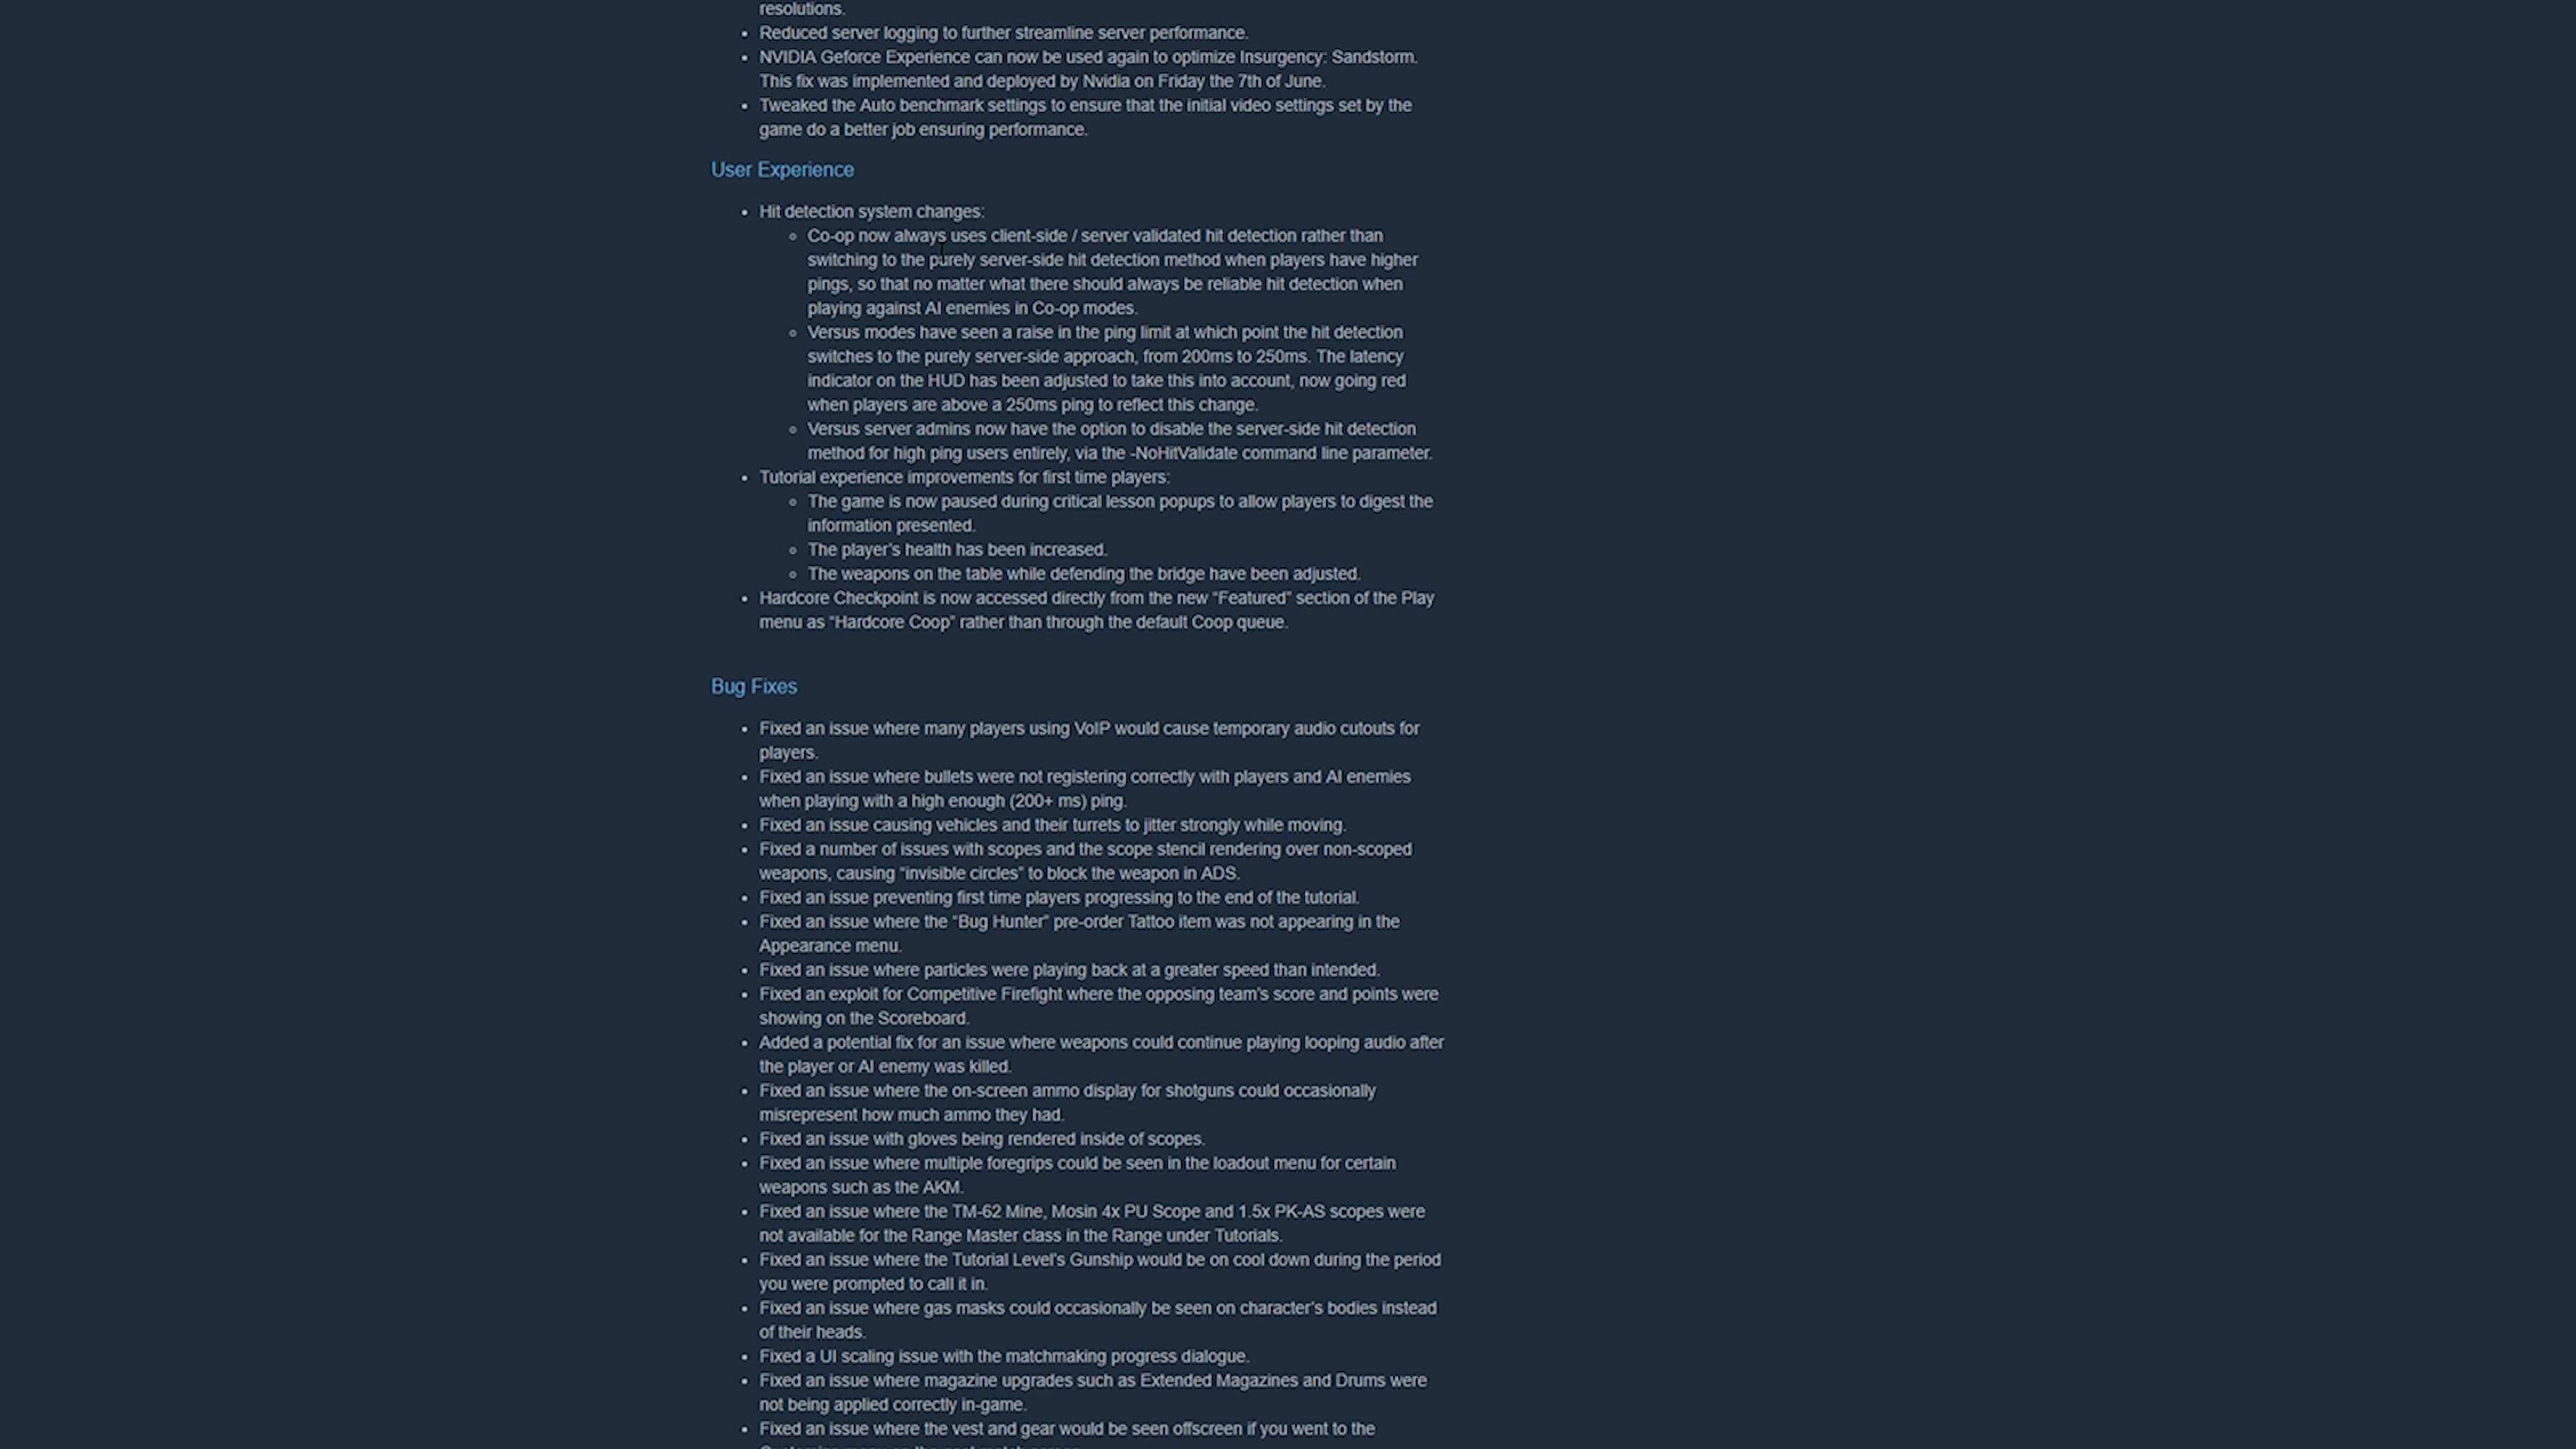 resolutions.
• Reduced server logging to further streamline server performance.
• NVIDIA Geforce Experience can now be used again to optimize Insurgency: Sandstorm.
This fix was implemented and deployed by Nvidia on Friday the 7th of June.
• Tweaked the Auto benchmark settings to ensure that the initial video settings set by the
game do a better job ensuring performance.
User Experience
• Hit detection system changes:
◦ Co-op now always uses client-side / server validated hit detection rather than
switching to the purely server-side hit detection method when players have higher
pings, so that no matter what there should always be reliable hit detection when
playing against AI enemies in Co-op modes.
◦ Versus modes have seen a raise in the ping limit at which point the hit detection
switches to the purely server-side approach, from 200ms to 250ms. The latency
indicator on the HUD has been adjusted to take this into account, now going red
when players are above a 250ms ping to reflect this change.
◦ Versus server admins now have the option to disable the server-side hit detection
method for high ping users entirely, via the -NoHitValidate command line parameter.
• Tutorial experience improvements for first time players:
◦ The game is now paused during critical lesson popups to allow players to digest the
information presented.
◦ The player's health has been increased.
◦ The weapons on the table while defending the bridge have been adjusted.
• Hardcore Checkpoint is now accessed directly from the new “Featured” section of the Play
menu as “Hardcore Coop” rather than through the default Coop queue.
Bug Fixes
• Fixed an issue where many players using VoIP would cause temporary audio cutouts for
players.
• Fixed an issue where bullets were not registering correctly with players and AI enemies
when playing with a high enough (200+ ms) ping.
• Fixed an issue causing vehicles and their turrets to jitter strongly while moving.
• Fixed a number of issues with scopes and the scope stencil rendering over non-scoped
weapons, causing “invisible circles” to block the weapon in ADS.
• Fixed an issue preventing first time players progressing to the end of the tutorial.
• Fixed an issue where the “Bug Hunter” pre-order Tattoo item was not appearing in the
Appearance menu.
• Fixed an issue where particles were playing back at a greater speed than intended.
• Fixed an exploit for Competitive Firefight where the opposing team's score and points were
showing on the Scoreboard.
• Added a potential fix for an issue where weapons could continue playing looping audio after
the player or AI enemy was killed.
• Fixed an issue where the on-screen ammo display for shotguns could occasionally
misrepresent how much ammo they had.
• Fixed an issue with gloves being rendered inside of scopes.
• Fixed an issue where multiple foregrips could be seen in the loadout menu for certain
weapons such as the AKM.
• Fixed an issue where the TM-62 Mine, Mosin 4x PU Scope and 1.5x PK-AS scopes were
not available for the Range Master class in the Range under Tutorials.
• Fixed an issue where the Tutorial Level's Gunship would be on cool down during the period
you were prompted to call it in.
• Fixed an issue where gas masks could occasionally be seen on character's bodies instead
of their heads.
• Fixed a UI scaling issue with the matchmaking progress dialogue.
• Fixed an issue where magazine upgrades such as Extended Magazines and Drums were
not being applied correctly in-game.
• Fixed an issue where the vest and gear would be seen offscreen if you went to the